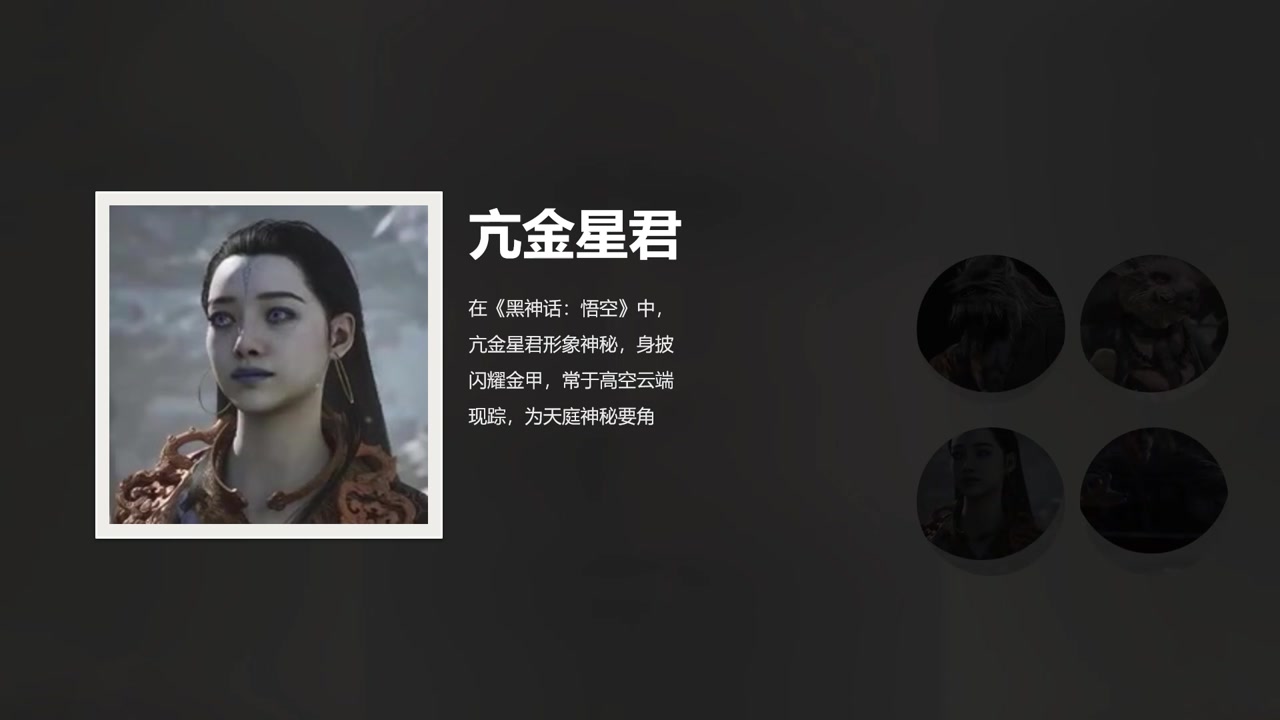 亢金星君
在《黑神话：悟空》中，
亢金星君形象神秘，身披
闪耀金甲，常于高空云端
现踪，为天庭神秘要角